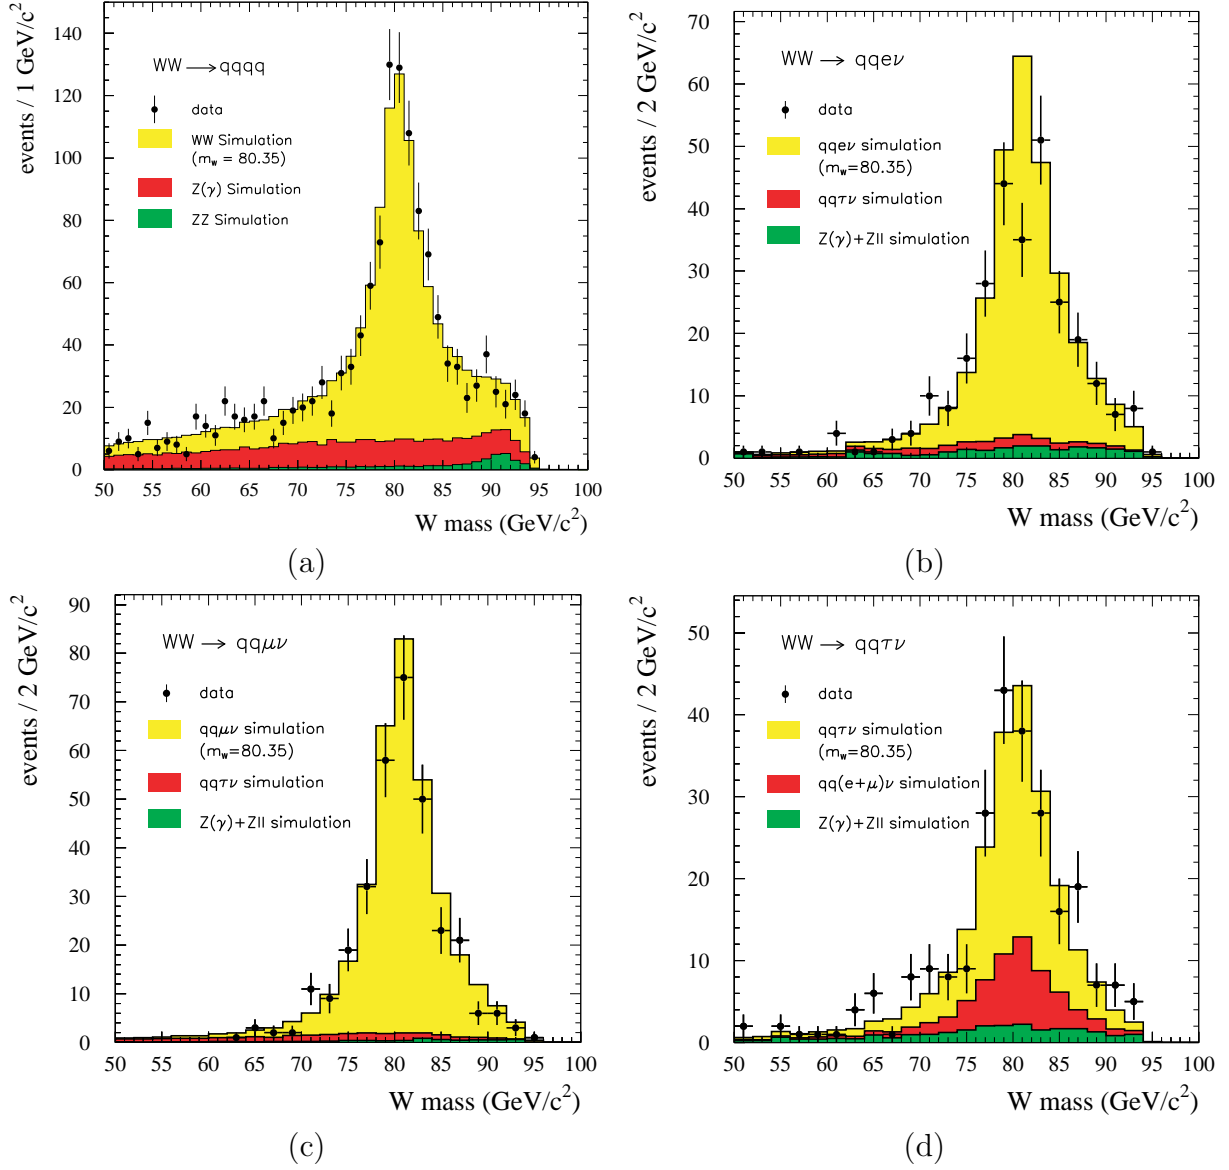 events / 1 GeV/c²
140
120
100
80
60
40
20
0
WW → qqqq
data
WW Simulation
(mw = 80.35)
Z(γ) Simulation
ZZ Simulation
50 55 60 65 70 75 80 85 90 95 100
W mass (GeV/c²)
(a)
events / 2 GeV/c²
70
60
50
40
30
20
10
0
WW → qqeν
data
qqeν simulation
(mw=80.35)
qqτν simulation
Z(γ)+ZII simulation
50 55 60 65 70 75 80 85 90 95 100
W mass (GeV/c²)
(b)
events / 2 GeV/c²
90
80
70
60
50
40
30
20
10
0
WW → qqμν
data
qqμν simulation
(mw=80.35)
qqτν simulation
Z(γ)+ZII simulation
50 55 60 65 70 75 80 85 90 95 100
W mass (GeV/c²)
(c)
events / 2 GeV/c²
50
40
30
20
10
0
WW → qqτν
data
qqτν simulation
(mw=80.35)
qq(e+μ)ν simulation
Z(γ)+ZII simulation
50 55 60 65 70 75 80 85 90 95 100
W mass (GeV/c²)
(d)